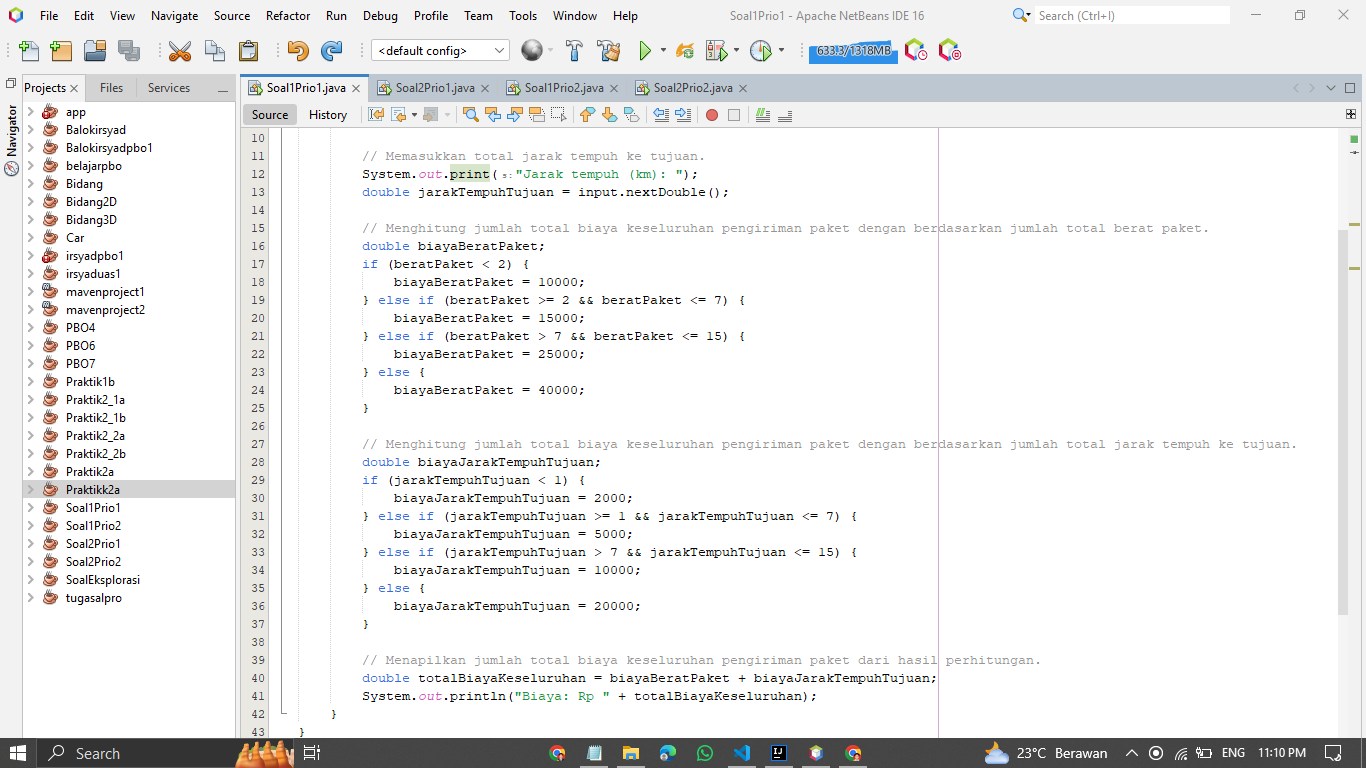 File Edit View Navigate Source Refactor Run Debug Profile Team Tools Window Help
Soal1Prio1 - Apache NetBeans IDE 16
Search (Ctrl+I)
<default config>
633.3/1318MB
Projects Files Services
Navigator
app
Balokirsyad
Balokirsyadpbo1
belajarpbo
Bidang
Bidang2D
Bidang3D
Car
irsyadpbo1
irsyaduas1
mavenproject1
mavenproject2
PBO4
PBO6
PBO7
Praktik1b
Praktik2_1a
Praktik2_1b
Praktik2_2a
Praktik2_2b
Praktik2a
Praktikk2a
Soal1Prio1
Soal1Prio2
Soal2Prio1
Soal2Prio2
SoalEksplorasi
tugasalpro
Soal1Prio1.java Soal2Prio1.java Soal1Prio2.java Soal2Prio2.java
Source History
10
11 // Memasukkan total jarak tempuh ke tujuan.
12 System.out.print( s: "Jarak tempuh (km): ");
13 double jarakTempuhTujuan = input.nextDouble();
14
15 // Menghitung jumlah total biaya keseluruhan pengiriman paket dengan berdasarkan jumlah total berat paket.
16 double biayaBeratPaket;
17 if (beratPaket < 2) {
18 biayaBeratPaket = 10000;
19 } else if (beratPaket >= 2 && beratPaket <= 7) {
20 biayaBeratPaket = 15000;
21 } else if (beratPaket > 7 && beratPaket <= 15) {
22 biayaBeratPaket = 25000;
23 } else {
24 biayaBeratPaket = 40000;
25 }
26
27 // Menghitung jumlah total biaya keseluruhan pengiriman paket dengan berdasarkan jumlah total jarak tempuh ke tujuan.
28 double biayaJarakTempuhTujuan;
29 if (jarakTempuhTujuan < 1) {
30 biayaJarakTempuhTujuan = 2000;
31 } else if (jarakTempuhTujuan >= 1 && jarakTempuhTujuan <= 7) {
32 biayaJarakTempuhTujuan = 5000;
33 } else if (jarakTempuhTujuan > 7 && jarakTempuhTujuan <= 15) {
34 biayaJarakTempuhTujuan = 10000;
35 } else {
36 biayaJarakTempuhTujuan = 20000;
37 }
38
39 // Menapilkan jumlah total biaya keseluruhan pengiriman paket dari hasil perhitungan.
40 double totalBiayaKeseluruhan = biayaBeratPaket + biayaJarakTempuhTujuan;
41 System.out.println("Biaya: Rp " + totalBiayaKeseluruhan);
42 }
43 }
Search
23°C Berawan
ENG
11:10 PM